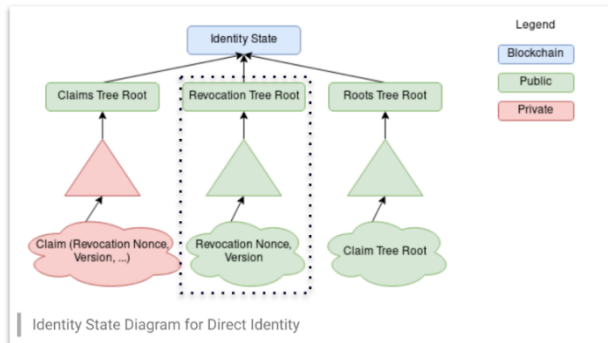 Legend
Identity State
Blockchain
Claims Tree Root
Revocation Tree Root
Roots Tree Root
Public
Private
Claim (Revocation Nonce,
Version, ...)
Revocation Nonce,
Version
Claim Tree Root
Identity State Diagram for Direct Identity